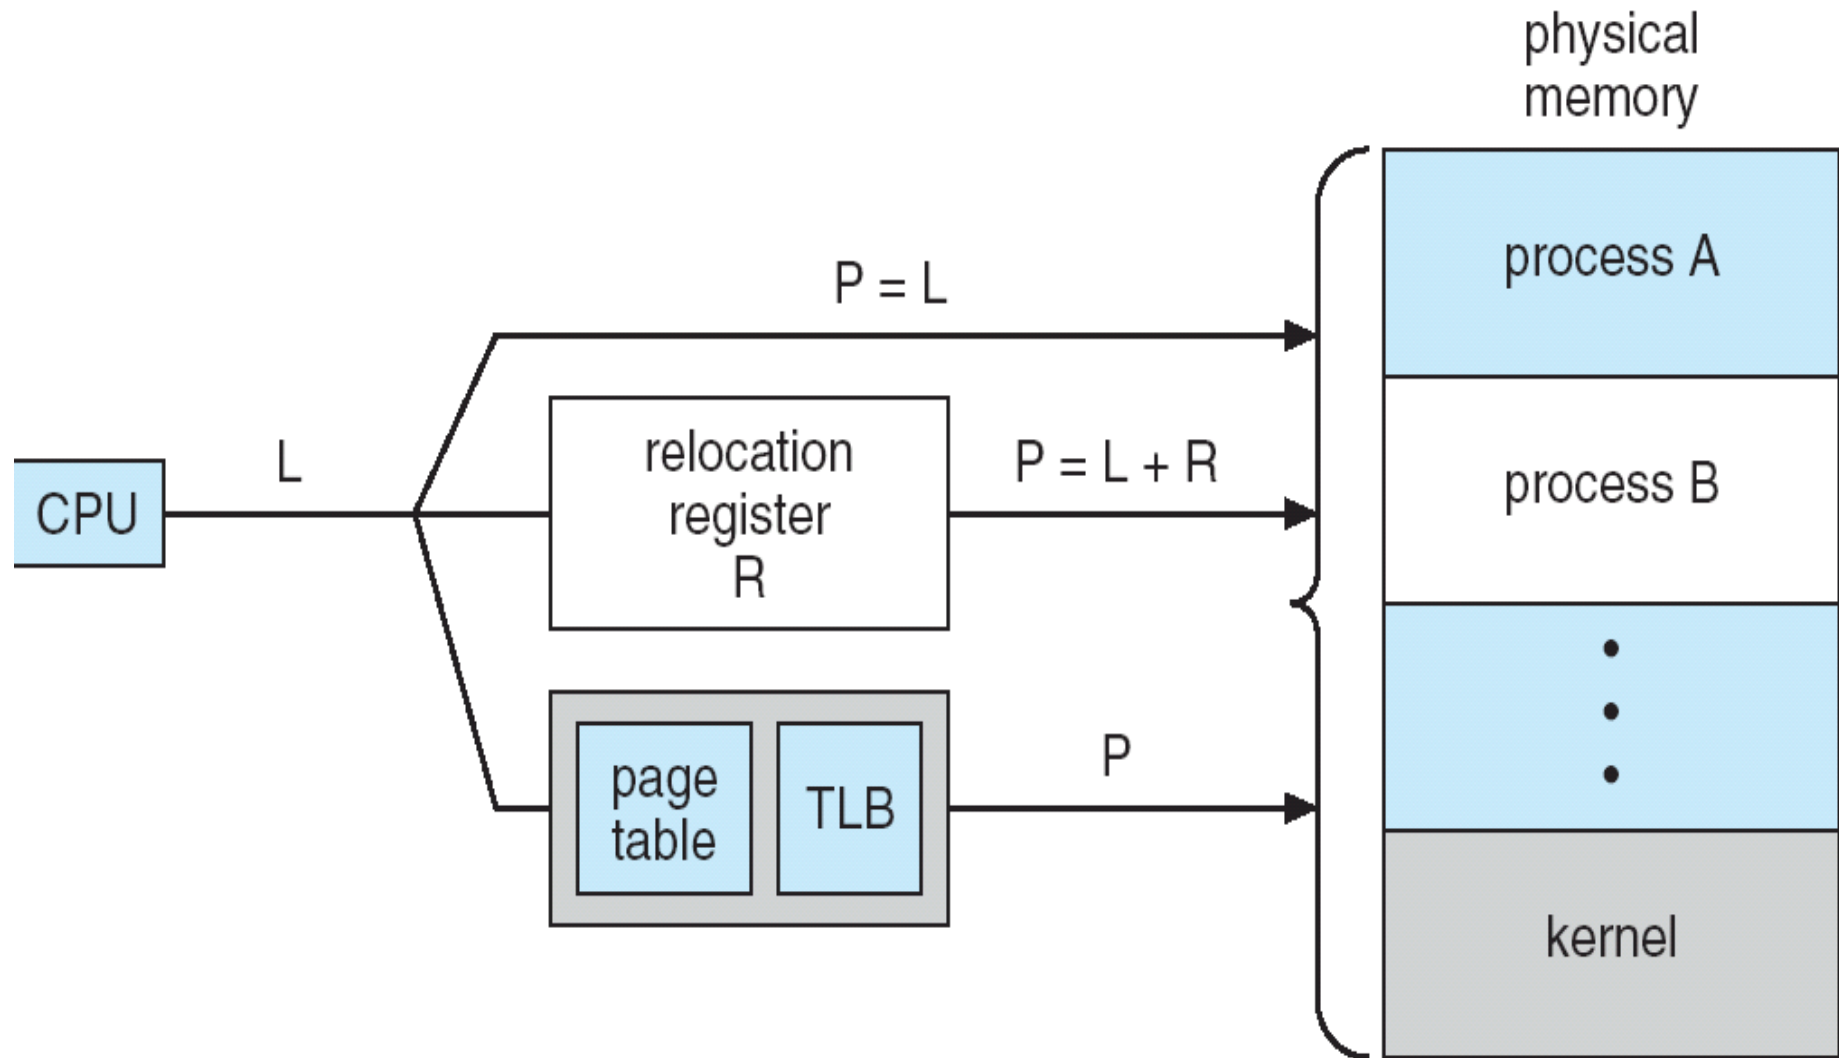 physical
memory
process A
P = L
L
relocation
register
R
P = L + R
process B
CPU
page
table
TLB
P
kernel